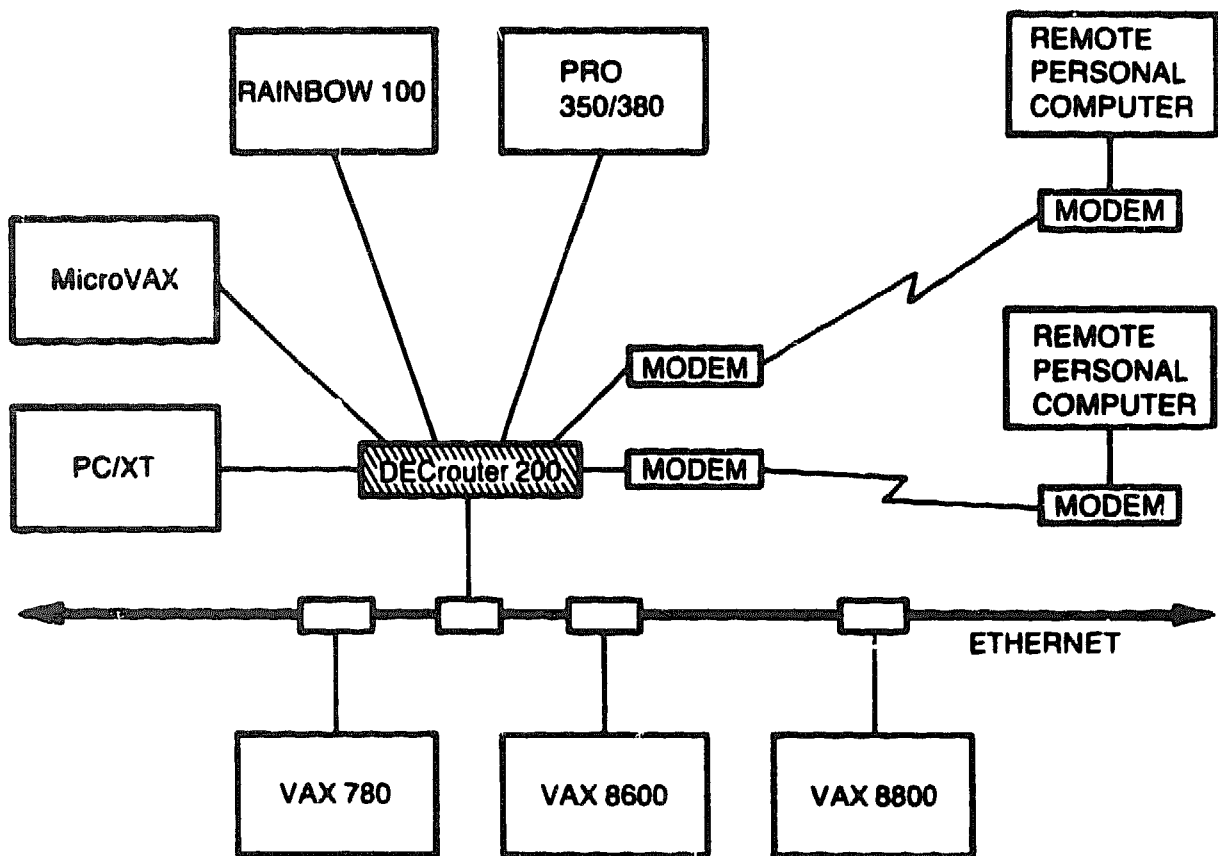 RAINBOW 100
PRO
350/380
REMOTE
PERSONAL
COMPUTER
MODEM
MicroVAX
MODEM
REMOTE
PERSONAL
COMPUTER
PC/XT
DECrouter 200
MODEM
MODEM
ETHERNET
VAX 780
VAX 8600
VAX 8800